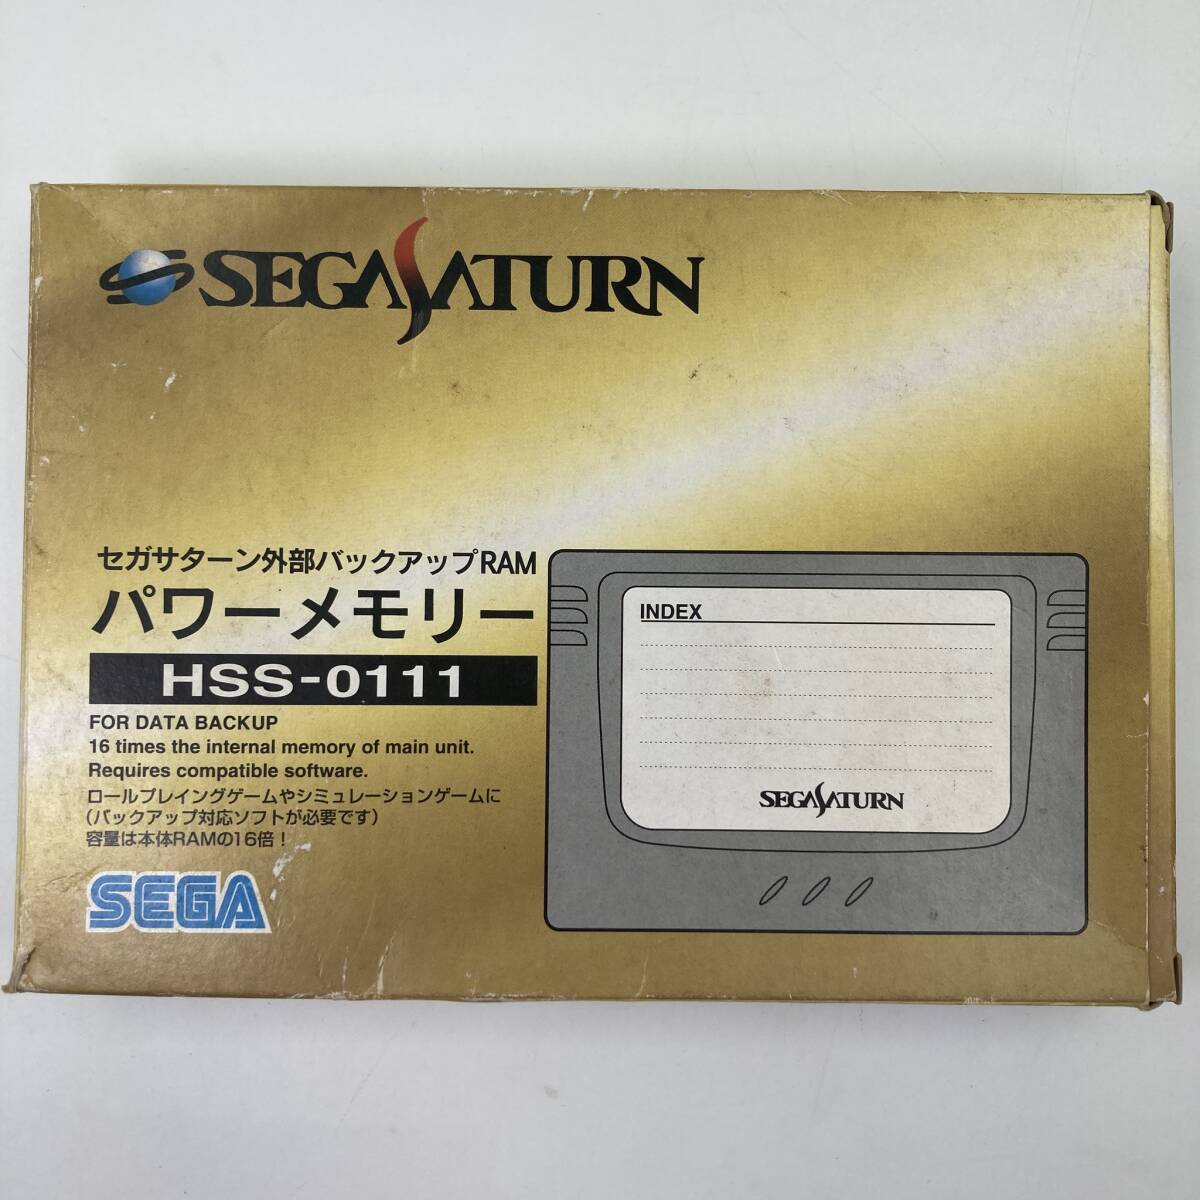 SEGASATURN
セガサターン外部バックアップRAM
パワーメモリー
HSS-0111
FOR DATA BACKUP
16 times the internal memory of main unit.
Requires compatible software.
ロールプレイングゲームやシミュレーションゲームに
(バックアップ対応ソフトが必要です)
容量は本体RAMの16倍!
SEGA
INDEX
SEGASATURN